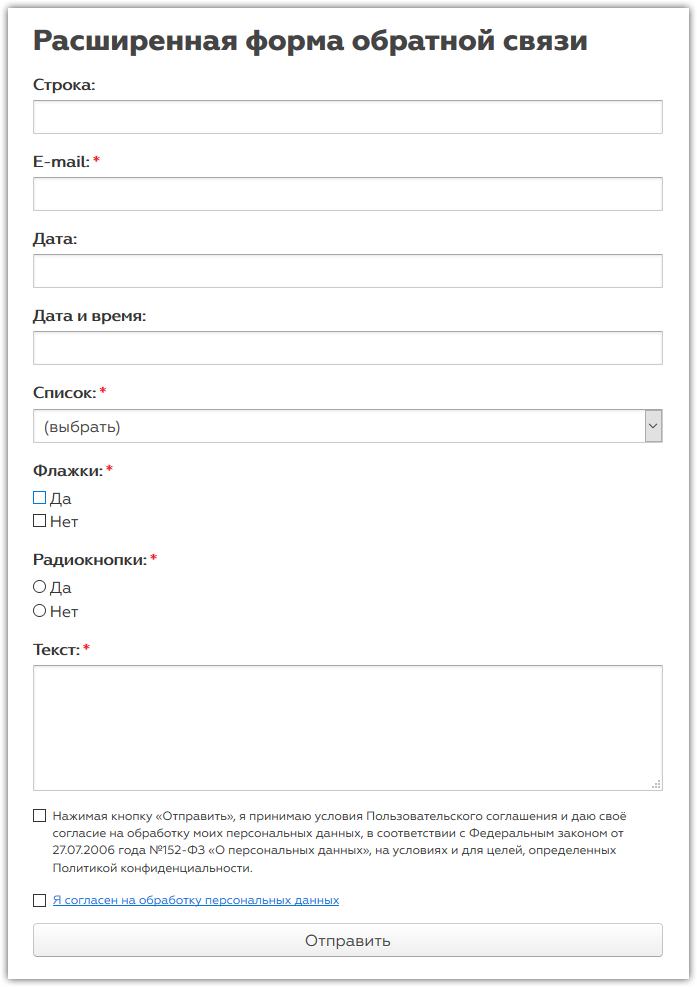 Расширенная форма обратной связи
Строка:
E-mail: *
Дата:
Дата и время:
Список: *
(выбрать)
Флажки: *
Да
Нет
Радиокнопки: *
Да
Нет
Текст: *
Нажимая кнопку «Отправить», я принимаю условия Пользовательского соглашения и даю своё
согласие на обработку моих персональных данных, в соответствии с Федеральным законом от
27.07.2006 года №152-ФЗ «О персональных данных», на условиях и для целей, определенных
Политикой конфиденциальности.
Я согласен на обработку персональных данных
Отправить